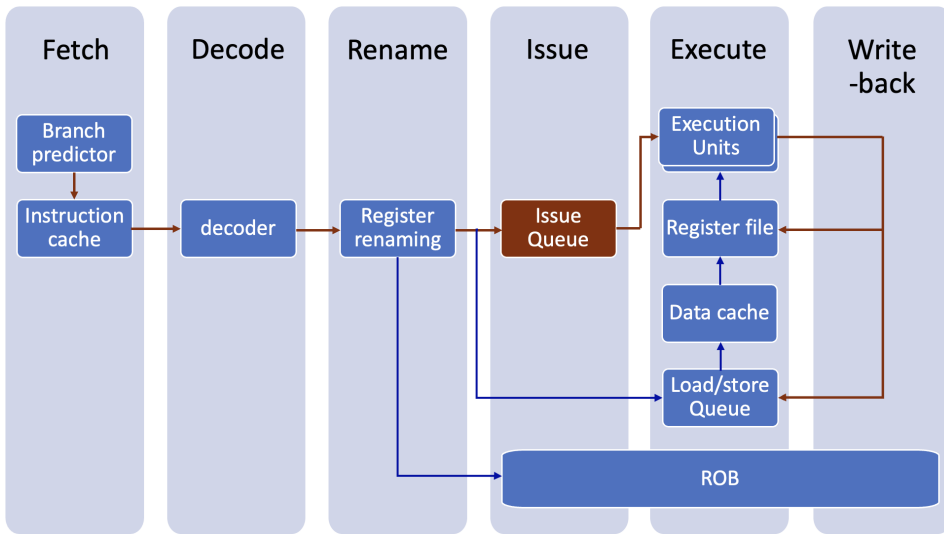 Fetch
Decode
Rename
Issue
Execute
Write
-back
Branch
predictor
Instruction
cache
decoder
Register
renaming
Issue
Queue
Execution
Units
Register file
Data cache
Load/store
Queue
ROB